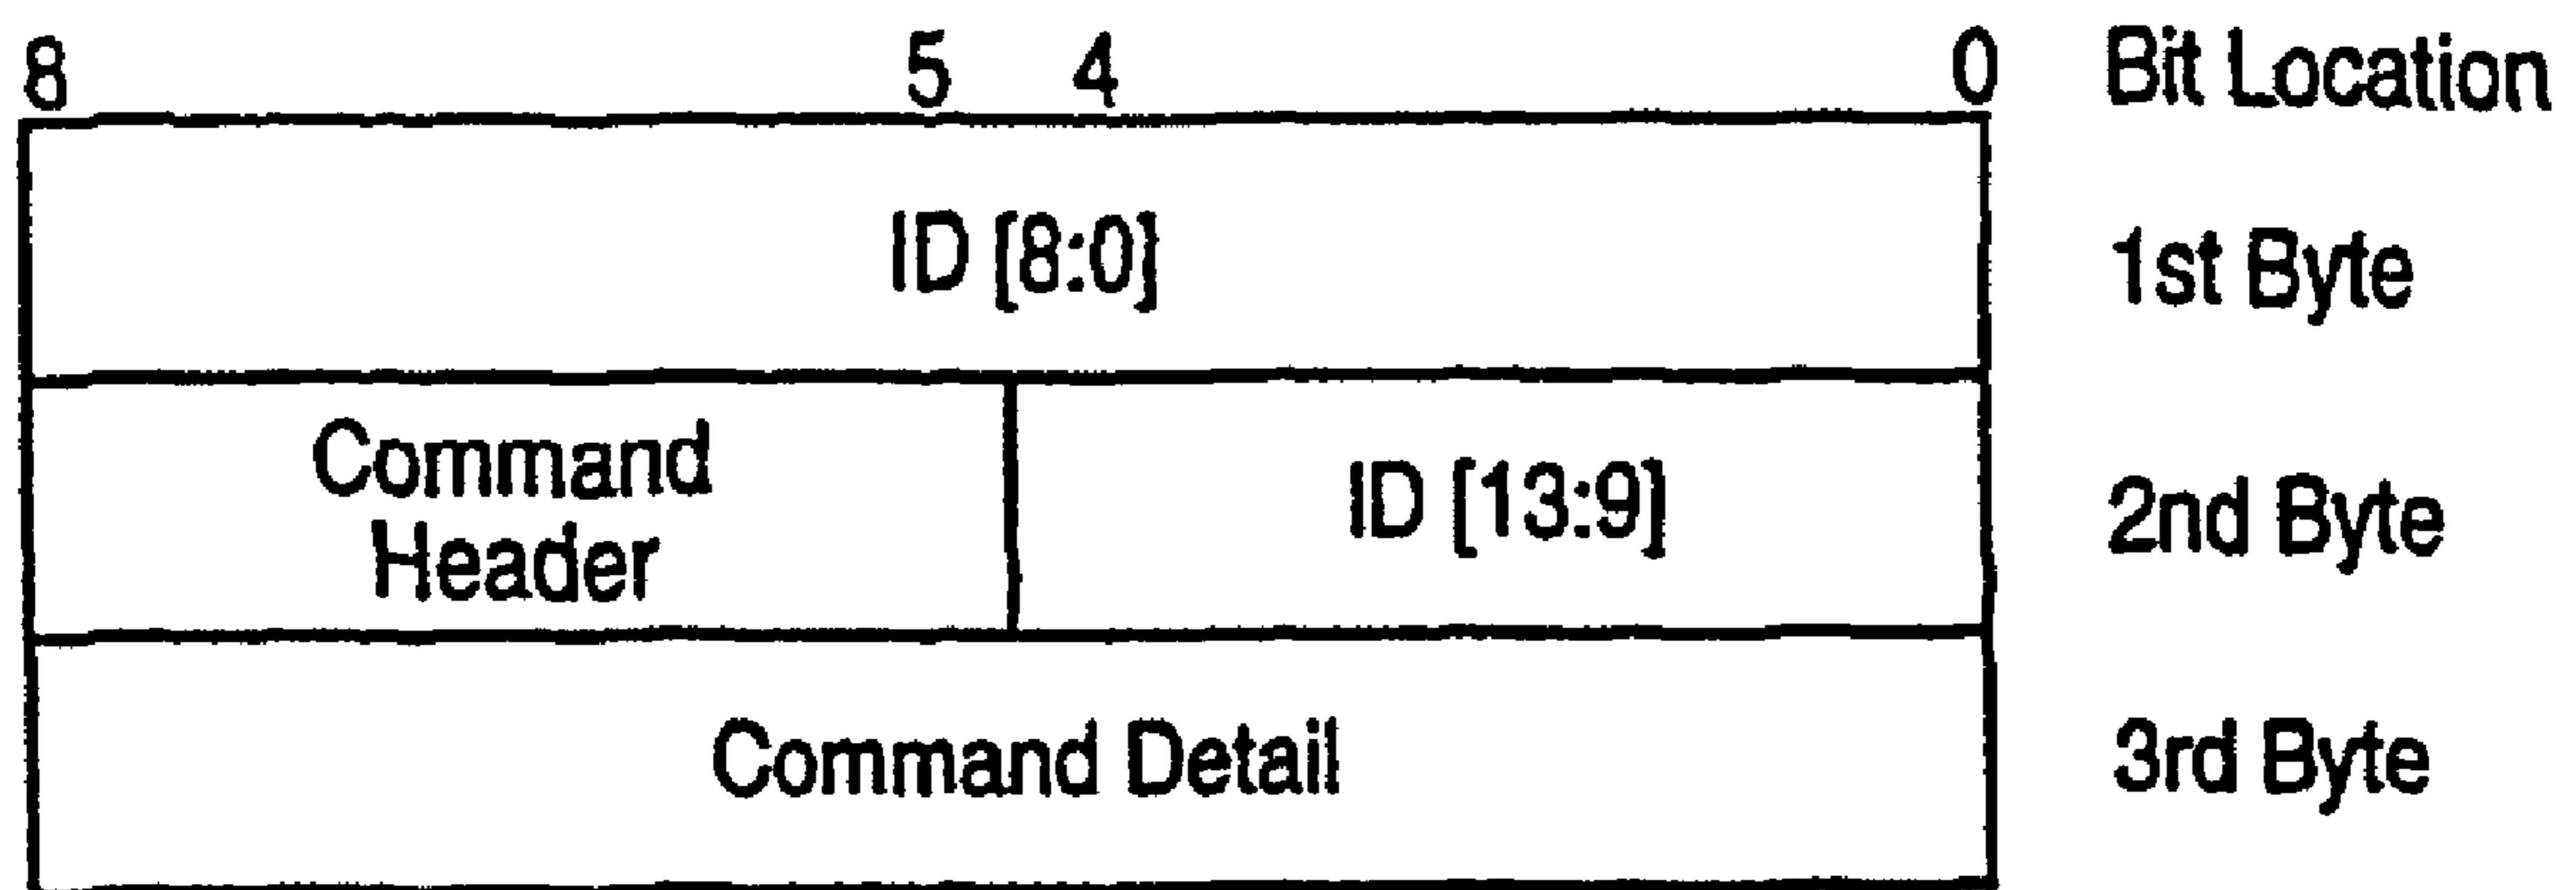 8 5 4 0 Bit Location
ID [8:0] 1st Byte
Command
Header
ID [13:9] 2nd Byte
Command Detail 3rd Byte